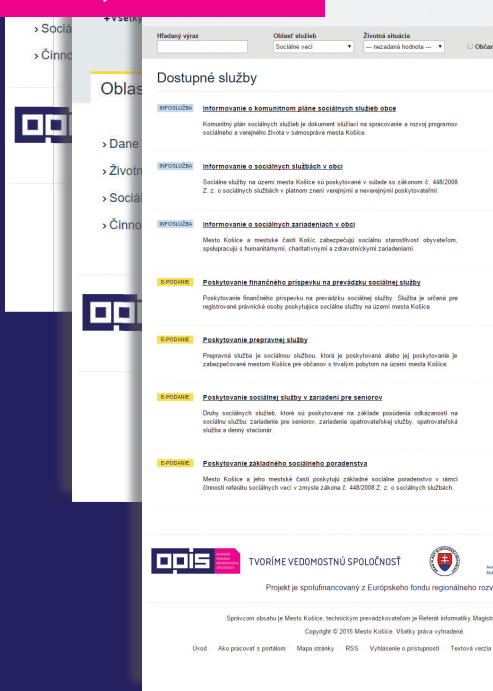 Všetky
Sociá
Činno
Oblas
Dane
Život
Sociál
Činno
Hľadaný výraz
Oblasť služieb
Životná situácia
Sociálne veci
--- nezadaná hodnota ---
Občan
Dostupné služby
INFOSLUŽBA
Informovanie o komunitnom pláne sociálnych služieb obce
Komunitný plán sociálnych služieb je dokument slúžiaci na spracovanie a rozvoj programov
sociálneho a verejného života v samospráve mesta Košice.
INFOSLUŽBA
Informovanie o sociálnych službách v obci
Sociálne služby na území mesta Košice sú poskytované v súlade so zákonom č. 448/2008
Z. z. o sociálnych službách v platnom znení verejnými a neverejnými poskytovateľmi.
INFOSLUŽBA
Informovanie o sociálnych zariadeniach v obci
Mesto Košice a mestské časti Košíc zabezpečujú sociálnu starostlivosť obyvateľom,
spolupracujú s humanitárnymi, charitatívnymi a zdravotníckymi zariadeniami.
E-PODANIE
Poskytovanie finančného príspevku na prevádzku sociálnej služby
Poskytovanie finančného príspevku na prevádzku sociálnej služby. Služba je určená pre
registrované právnické osoby poskytujúce sociálne služby na území mesta Košice.
E-PODANIE
Poskytovanie prepravnej služby
Prepravná služba je sociálnou službou, ktorá je poskytovaná alebo jej poskytovanie je
zabezpečované mestom Košice pre občanov s trvalým pobytom na území mesta Košice.
E-PODANIE
Poskytovanie sociálnej služby v zariadení pre seniorov
Druhy sociálnych služieb, ktoré sú poskytované na základe posúdenia odkázanosti na
sociálnu službu: zariadenie pre seniorov, zariadenie opatrovateľskej služby, opatrovateľská
služba a denný stacionár.
E-PODANIE
Poskytovanie základného sociálneho poradenstva
Mesto Košice a jeho mestské časti poskytujú základné sociálne poradenstvo v rámci
činnosti referátu sociálnych vecí v zmysle zákona č. 448/2008 Z. z. o sociálnych službách.
opis
TVORÍME VEDOMOSTNÚ SPOLOČNOSŤ
Projekt je spolufinancovaný z Európskeho fondu regionálneho rozv
Správcom obsahu je Mesto Košice, technickým prevádzkovateľom je Referát informatiky Magistr
Copyright © 2015 Mesto Košice. Všetky práva vyhradené.
Úvod Ako pracovať s portálom Mapa stránky RSS Vyhlásenie o prístupnosti Textová verzia